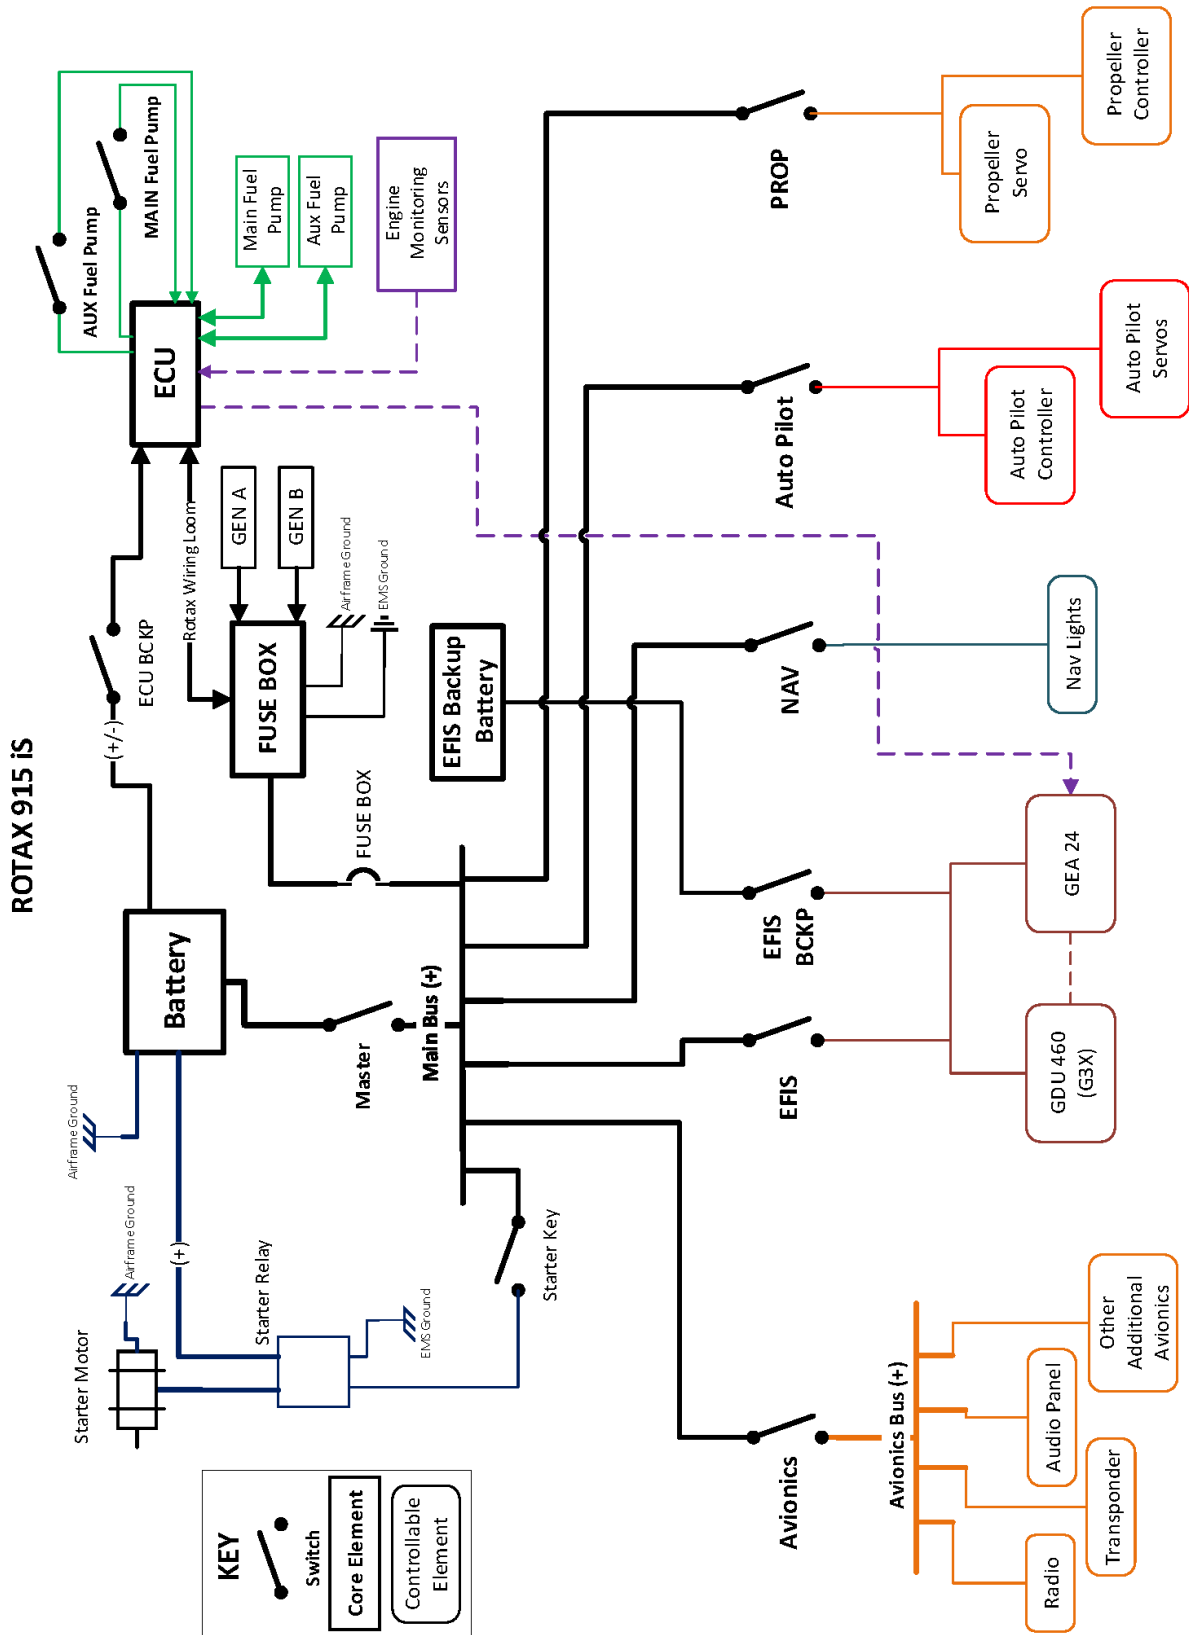 ROTAX 915 iS
Starter Motor
Airframe Ground
Airframe Ground
(+)
Starter Relay
EMS Ground
Starter Key
Battery
Master
Main Bus (+)
(+/-)
ECU BCKP
Rotax Wiring Loom
FUSE BOX
FUSE BOX
GEN A
GEN B
Airframe Ground
EMS Ground
ECU
AUX Fuel Pump
MAIN Fuel Pump
Main Fuel
Pump
Aux Fuel
Pump
Engine
Monitoring
Sensors
EFIS Backup
Battery
KEY
Switch
Core Element
Controllable
Element
Avionics
EFIS
EFIS
BCKP
NAV
Auto Pilot
PROP
Avionics Bus (+)
Radio
Transponder
Audio Panel
Other
Additional
Avionics
GDU 460
(G3X)
GEA 24
Nav Lights
Auto Pilot
Controller
Auto Pilot
Servos
Propeller
Servo
Propeller
Controller